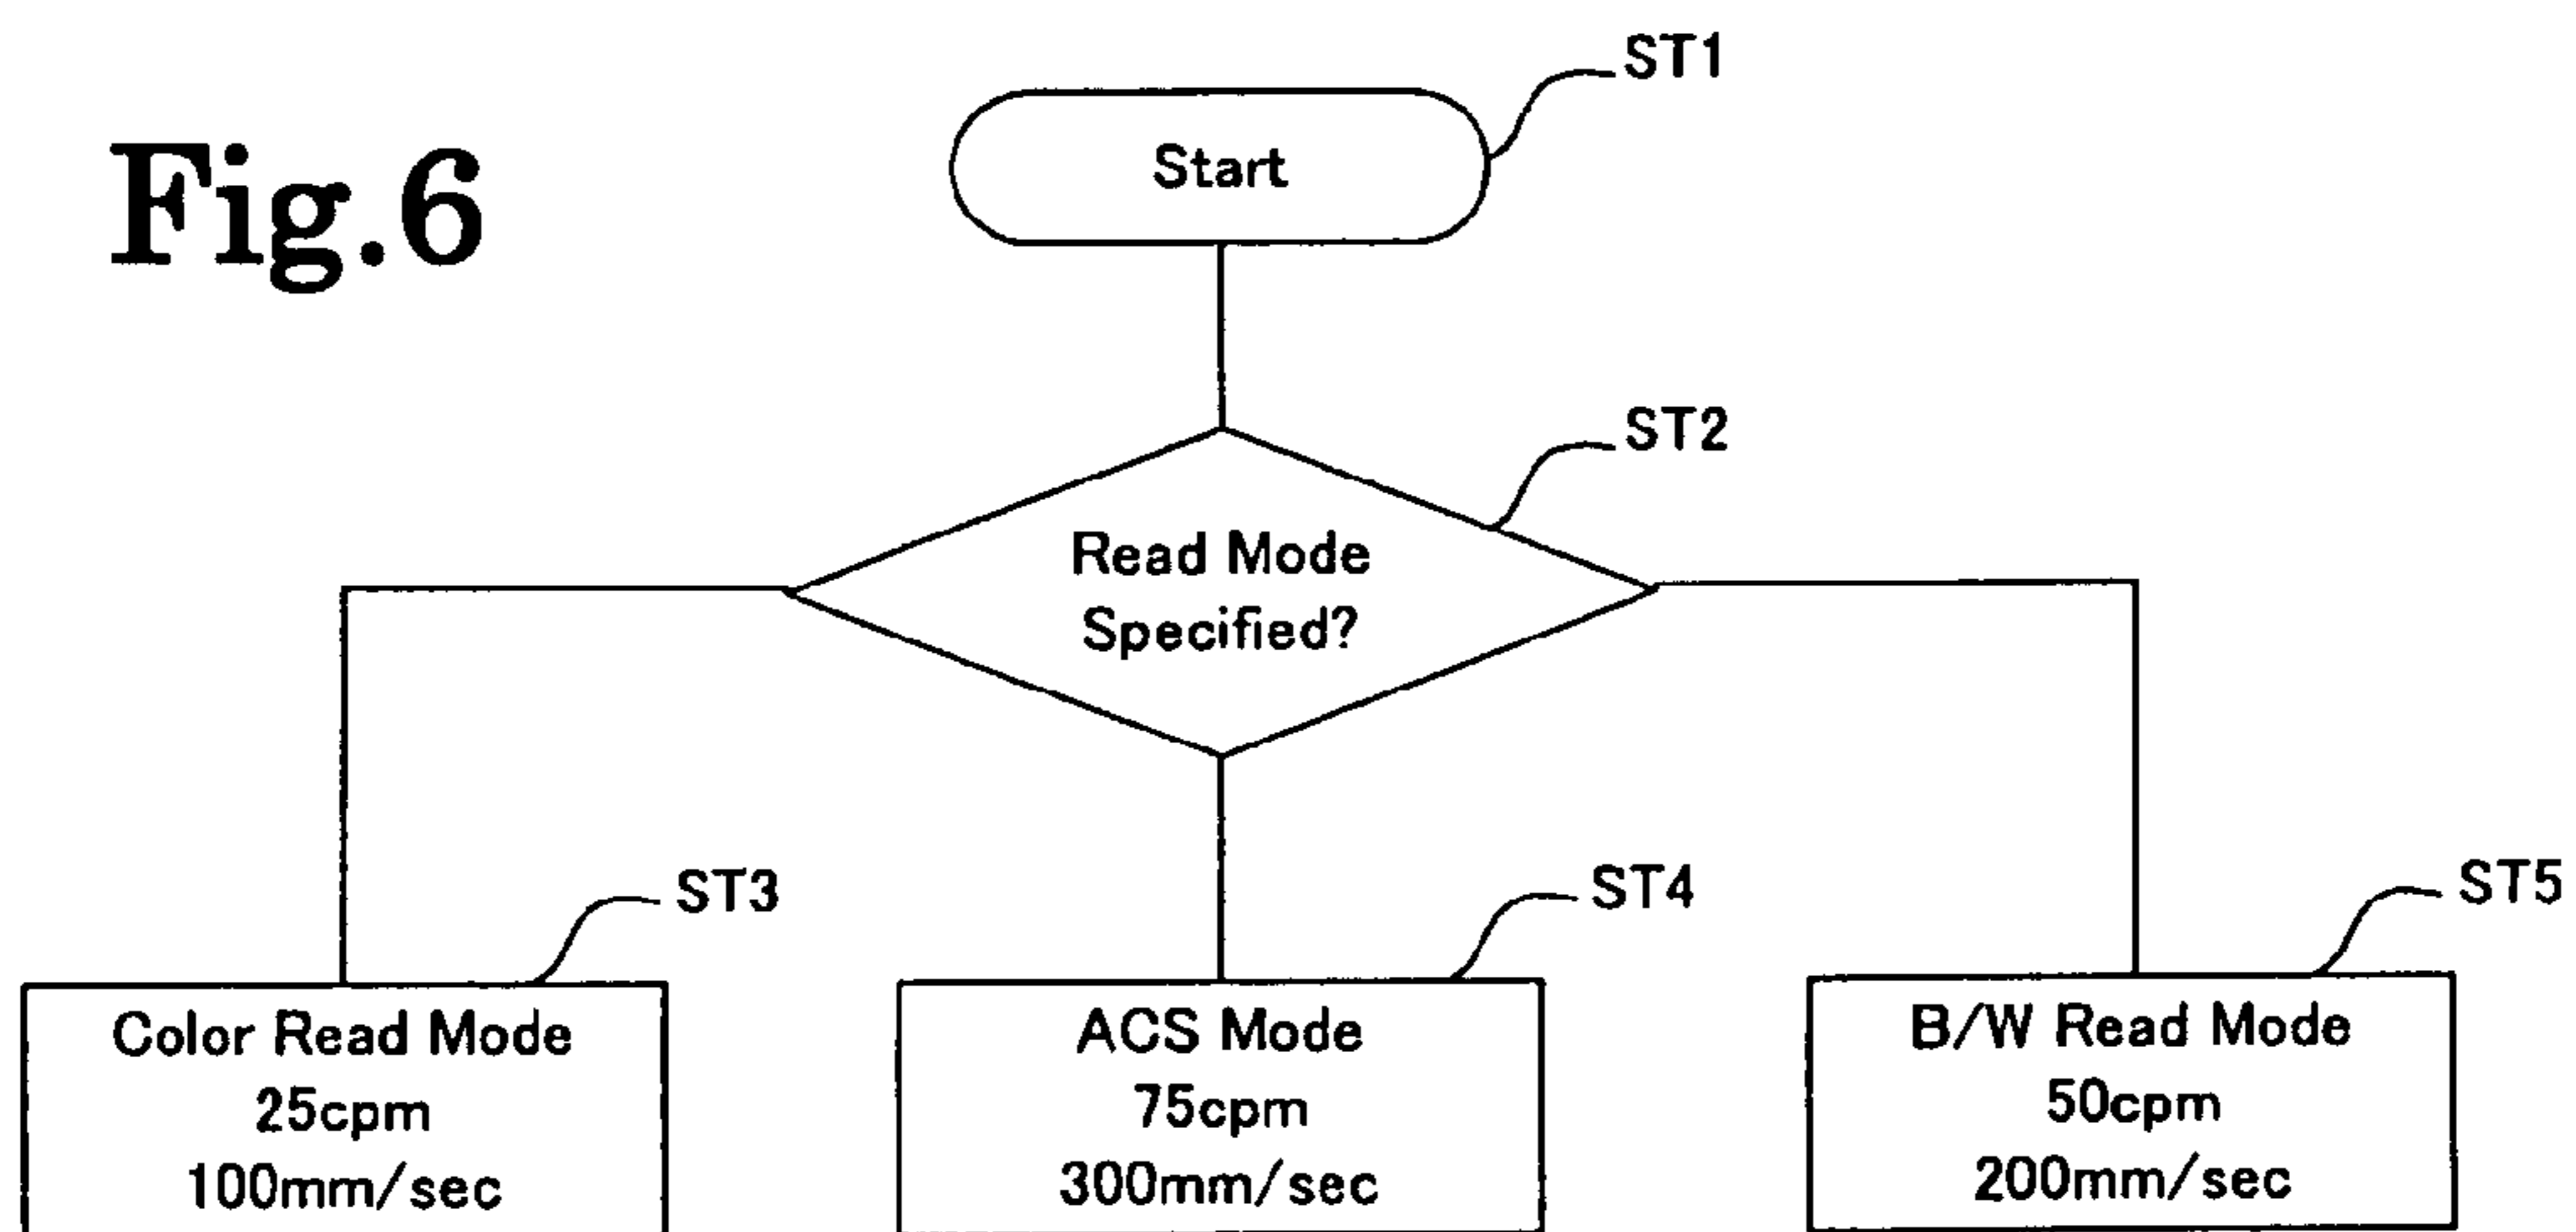 Fig.6
ST1
Start
ST2
Read Mode
Specified?
ST3
ST4
ST5
Color Read Mode
25cpm
100mm/sec
ACS Mode
75cpm
300mm/sec
B/W Read Mode
50cpm
200mm/sec